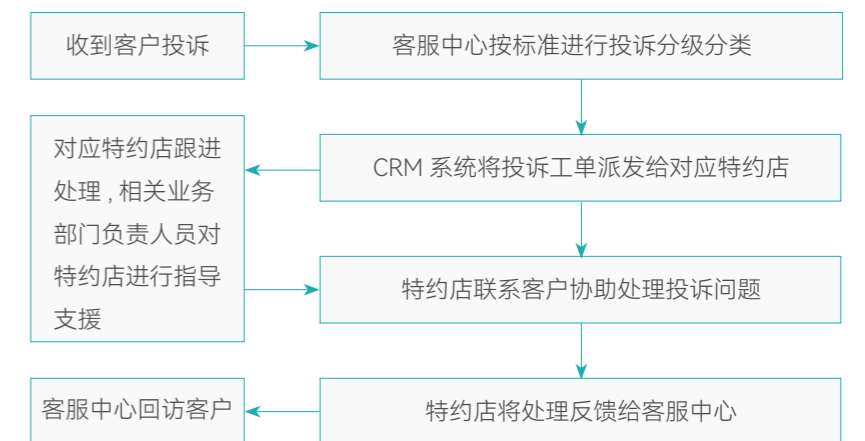 收到客户投诉
客服中心按标准进行投诉分级分类
对应特约店跟进
处理，相关业务
部门负责人员对
特约店进行指导
支援
CRM 系统将投诉工单派发给对应特约店
特约店联系客户协助处理投诉问题
客服中心回访客户
特约店将处理反馈给客服中心